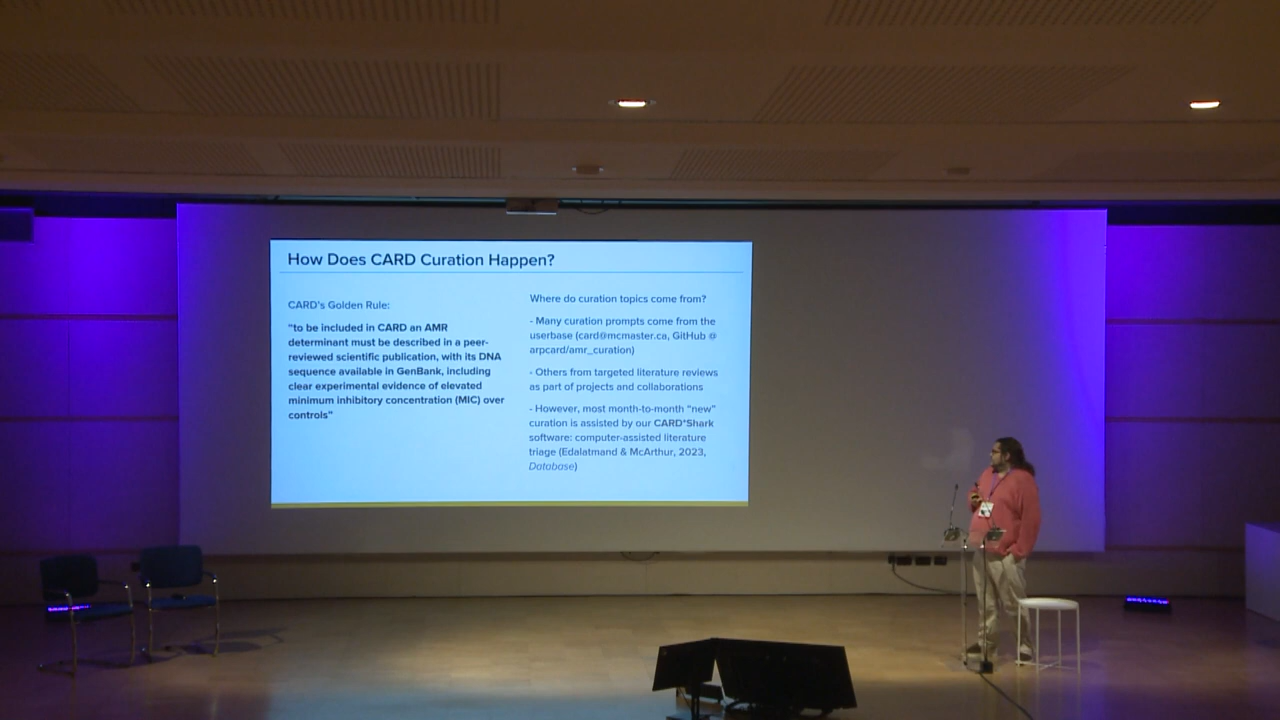 How Does CARD Curation Happen?
CARD's Golden Rule:
"to be included in CARD an AMR
determinant must be described in a peer-
reviewed scientific publication, with its DNA
sequence available in GenBank, including
clear experimental evidence of elevated
minimum inhibitory concentration (MIC) over
controls"
Where do curation topics come from?
- Many curation prompts come from the
userbase (card@mcmaster.ca, GitHub @
arpcard/amr_curation)
- Others from targeted literature reviews
as part of projects and collaborations
- However, most month-to-month "new"
curation is assisted by our CARD*Shark
software: computer-assisted literature
triage (Edalatmand & McArthur, 2023,
Database)